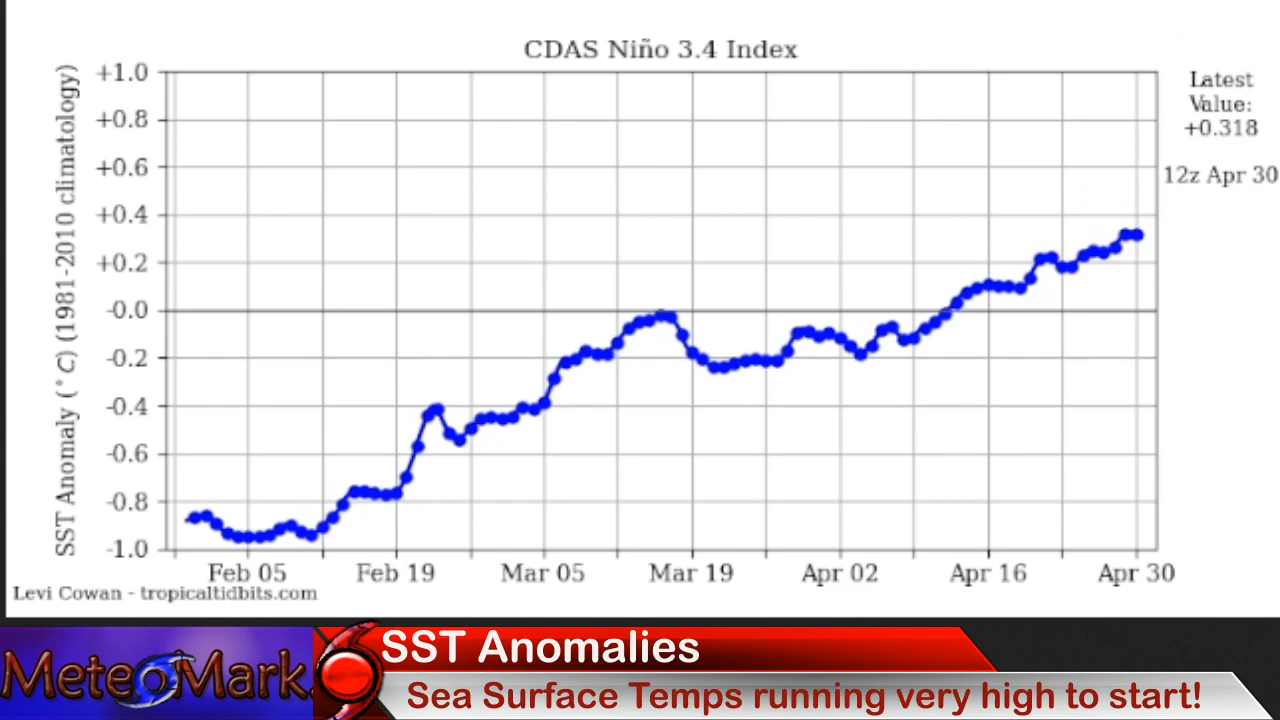 CDAS Niño 3.4 Index
SST Anomaly (°C) (1981-2010 climatology)
+1.0
+0.8
+0.6
+0.4
+0.2
-0.0
-0.2
-0.4
-0.6
-0.8
-1.0
Feb 05 Feb 19 Mar 05 Mar 19 Apr 02 Apr 16 Apr 30
Latest
Value:
+0.318
12z Apr 30
Levi Cowan - tropicaltidbits.com
MeteoMark.
SST Anomalies
Sea Surface Temps running very high to start!